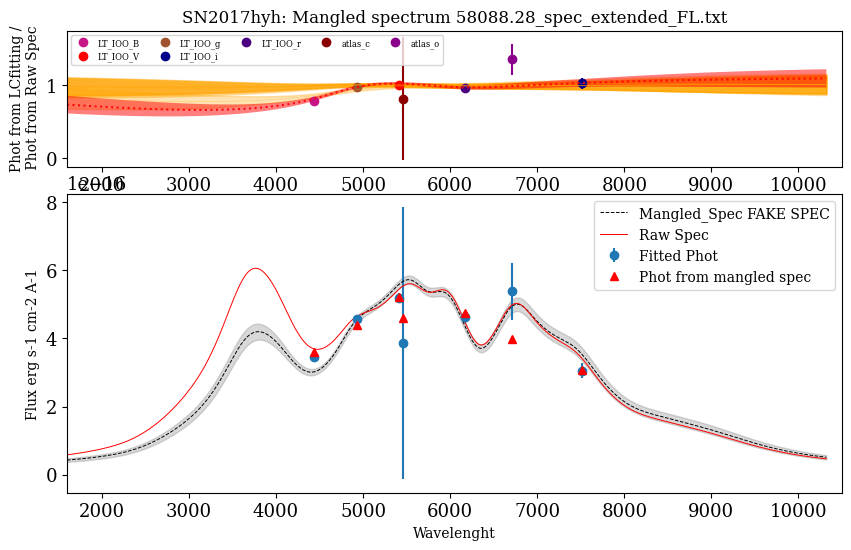 SN2017hyh: Mangled spectrum 58088.28_spec_extended_FL.txt
Phot from LCfitting /
Phot from Raw Spec
LT_IOO_B LT_IOO_g LT_IOO_r atlas_c atlas_o
LT_IOO_V LT_IOO_i
1
0
2000 3000 4000 5000 6000 7000 8000 9000 10000
1e−16
8
6
4
2
0
Flux erg s-1 cm-2 A-1
Mangled_Spec FAKE SPEC
Raw Spec
Fitted Phot
Phot from mangled spec
2000 3000 4000 5000 6000 7000 8000 9000 10000
Wavelenght